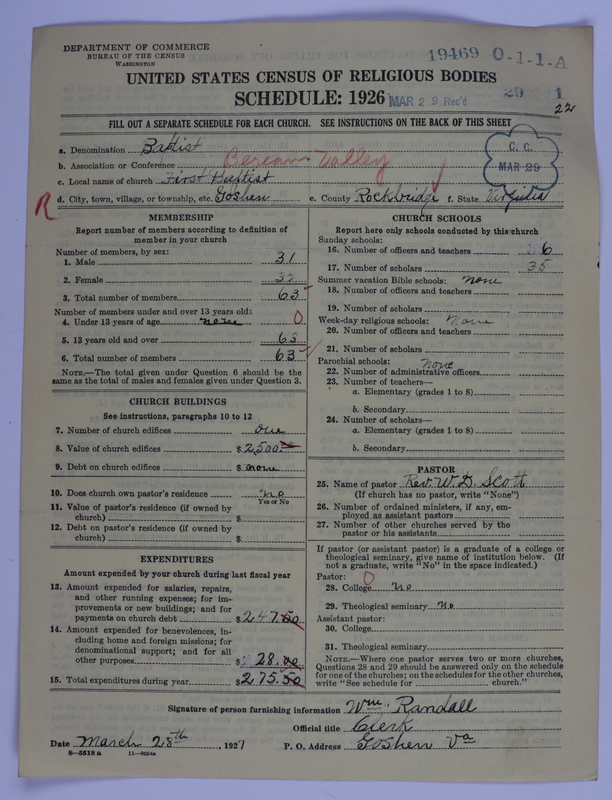 DEPARTMENT OF COMMERCE
BUREAU OF THE CENSUS
WASHINGTON
19469 0-1-1-A
UNITED STATES CENSUS OF RELIGIOUS BODIES
SCHEDULE: 1926
MAR 29 Rec'd
29 1
22
FILL OUT A SEPARATE SCHEDULE FOR EACH CHURCH. SEE INSTRUCTIONS ON THE BACK OF THIS SHEET
C. C.
MAR 29
a. Denomination Baptist
b. Association or Conference Berean Valley
c. Local name of church First Baptist
R
d. City, town, village, or township, etc. Goshen e. County Rockbridge f. State Virginia
MEMBERSHIP
Report number of members according to definition of
member in your church
Number of members, by sex:
1. Male 31
2. Female 32
3. Total number of members 63
Number of members under and over 13 years old:
4. Under 13 years of age none 0
5. 13 years old and over 63
6. Total number of members 63
NOTE.—The total given under Question 6 should be
same as the total of males and females given under Question 3.
CHURCH BUILDINGS
See instructions, paragraphs 10 to 12
7. Number of church edifices one
8. Value of church edifices $2500.
9. Debt on church edifices $none
10. Does church own pastor's residence no
Yes or No
11. Value of pastor's residence (if owned by
church) $
12. Debt on pastor's residence (if owned by
church) $
EXPENDITURES
Amount expended by your church during last fiscal year
13. Amount expended for salaries, repairs,
and other running expenses; for im-
provements or new buildings; and for
payments on church debt $247.50
14. Amount expended for benevolences, in-
cluding home and foreign missions; for
denominational support; and for all
other purposes $28.00
15. Total expenditures during year $275.50
CHURCH SCHOOLS
Report here only schools conducted by this church
Sunday schools:
16. Number of officers and teachers 6
17. Number of scholars 35
Summer vacation Bible schools: none
18. Number of officers and teachers
19. Number of scholars
Week-day religious schools: none
20. Number of officers and teachers
21. Number of scholars
Parochial schools: none
22. Number of administrative officers
23. Number of teachers—
a. Elementary (grades 1 to 8)
b. Secondary
24. Number of scholars—
a. Elementary (grades 1 to 8)
b. Secondary
PASTOR
25. Name of pastor Rev. W. D. Scott
(If church has no pastor, write "None")
26. Number of ordained ministers, if any, em-
ployed as assistant pastors
27. Number of other churches served by the
pastor or his assistants
If pastor (or assistant pastor) is a graduate of a college or
theological seminary, give name of institution below. (If
not a graduate, write "No" in the space indicated.)
Pastor: 0
28. College no
29. Theological seminary no
Assistant pastor:
30. College
31. Theological seminary
NOTE.—Where one pastor serves two or more churches,
Questions 28 and 29 should be answered only on the schedule
for one of the churches; on the schedules for the other churches,
write "See schedule for church."
Signature of person furnishing information Wm. Randall
Official title Clerk
Date March 28th, 1927 P. O. Address Goshen Va
8—5518 a 11—9054a